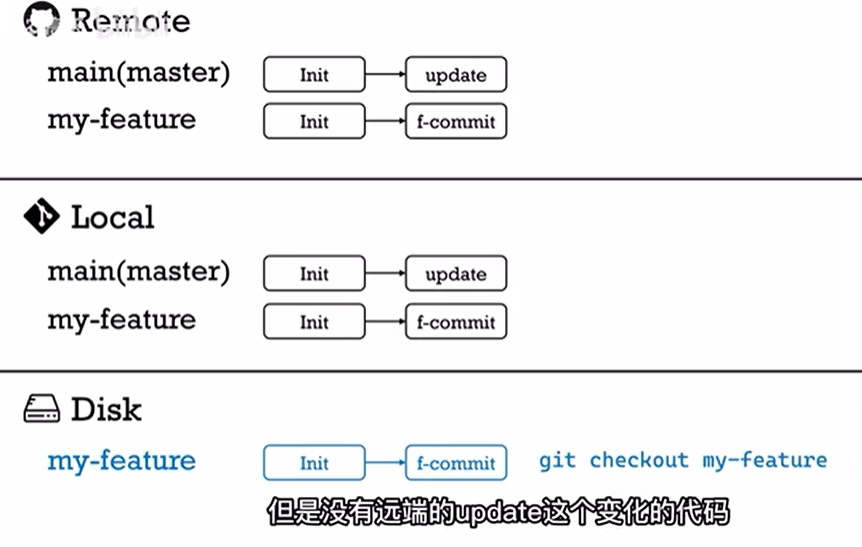 Remote
main(master) Init update
my-feature Init f-commit
Local
main(master) Init update
my-feature Init f-commit
Disk
my-feature Init f-commit git checkout my-feature
但是没有远端的update这个变化的代码